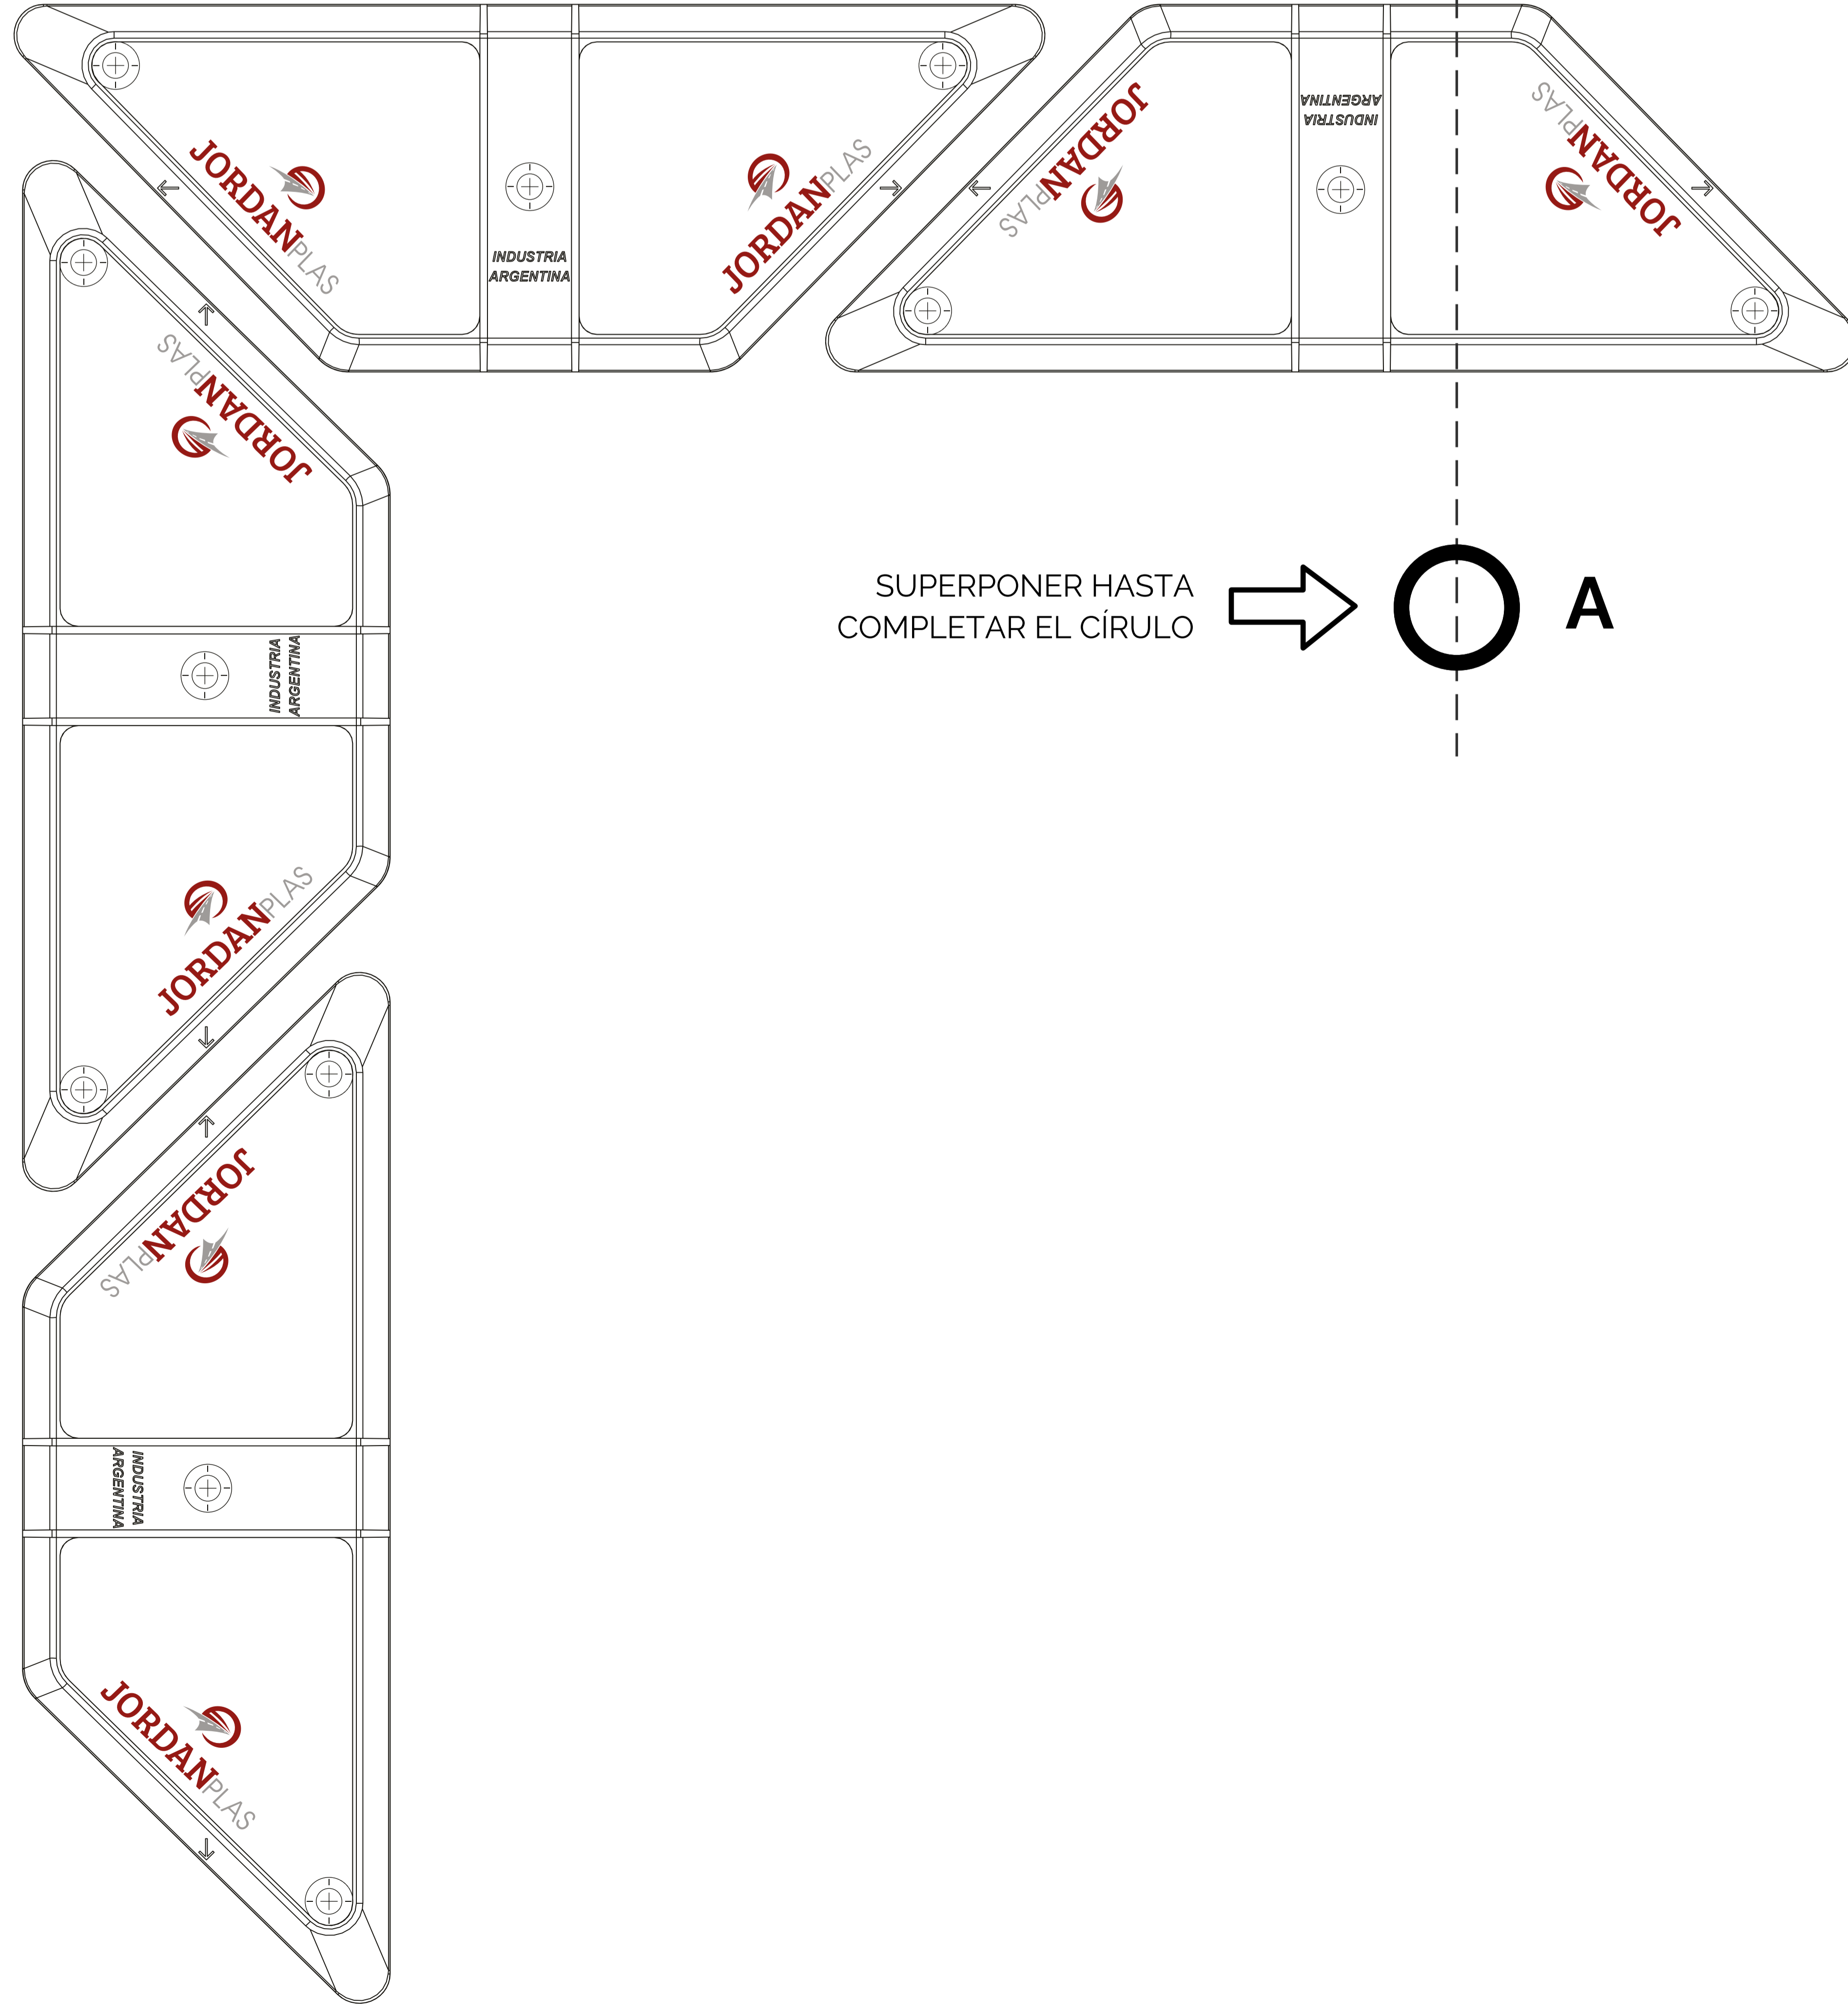 JORDANPLAS
JORDANPLAS
INDUSTRIA
ARGENTINA
JORDANPLAS
JORDANPLAS
INDUSTRIA
ARGENTINA
JORDANPLAS
INDUSTRIA
ARGENTINA
JORDANPLAS
SUPERPONER HASTA
COMPLETAR EL CÍRULO
A
JORDANPLAS
INDUSTRIA
ARGENTINA
JORDANPLAS